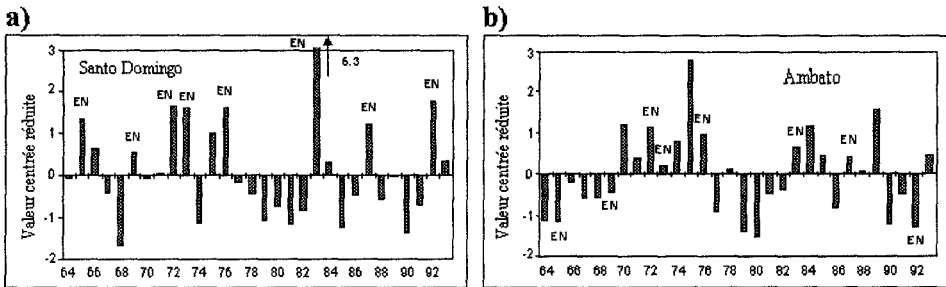 a)
Valeur centrée réduite
3
2
1
0
-1
-2
Santo Domingo
EN
EN
EN
EN
EN
EN
6.3
EN
EN
64 66 68 70 72 74 76 78 80 82 84 86 88 90 92
b)
Valeur centrée réduite
3
2
1
0
-1
-2
Ambato
EN
EN
EN
EN
EN
EN
EN
EN
64 66 68 70 72 74 76 78 80 82 84 86 88 90 92